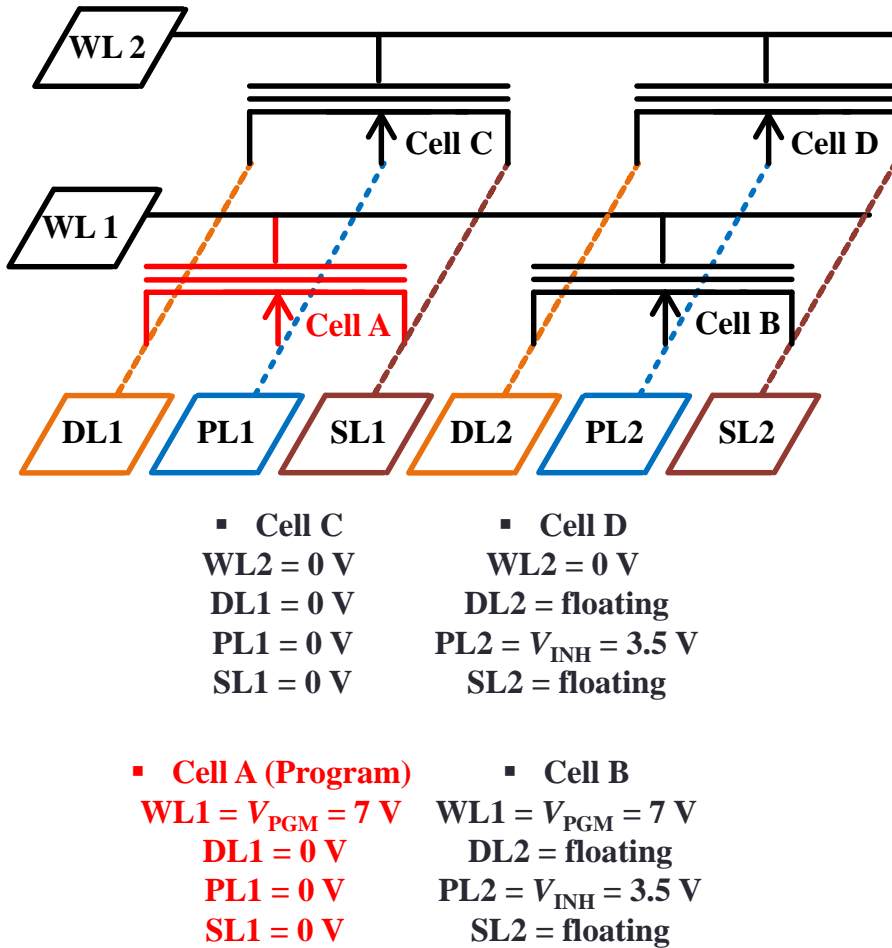 WL 2
Cell C
Cell D
WL 1
Cell A
Cell B
DL1
PL1
SL1
DL2
PL2
SL2
▪ Cell C
WL2 = 0 V
DL1 = 0 V
PL1 = 0 V
SL1 = 0 V
▪ Cell D
WL2 = 0 V
DL2 = floating
PL2 = V_INH = 3.5 V
SL2 = floating
▪ Cell A (Program)
WL1 = V_PGM = 7 V
DL1 = 0 V
PL1 = 0 V
SL1 = 0 V
▪ Cell B
WL1 = V_PGM = 7 V
DL2 = floating
PL2 = V_INH = 3.5 V
SL2 = floating